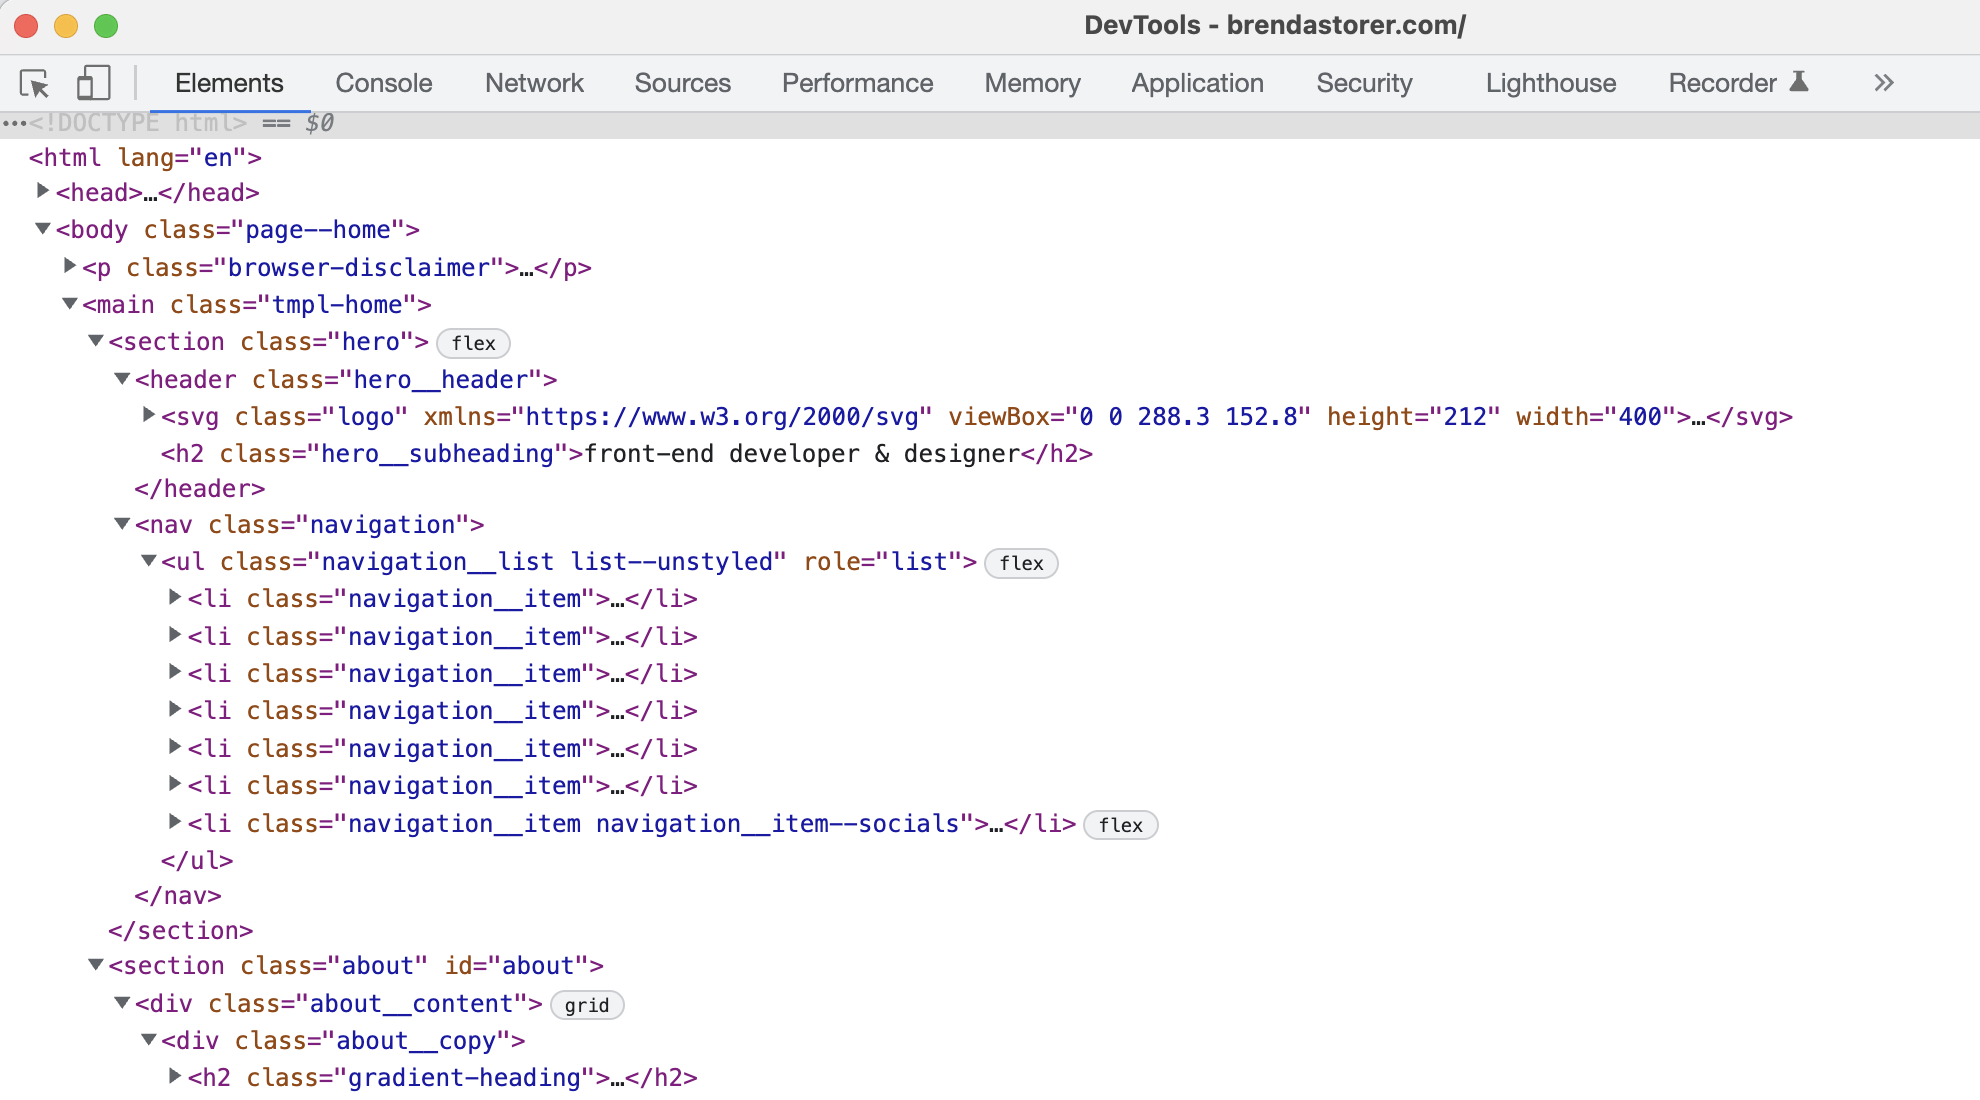 DevTools - brendastorer.com/
Elements Console Network Sources Performance Memory Application Security Lighthouse Recorder
<!DOCTYPE html> == $0
<html lang="en">
<head>…</head>
<body class="page--home">
<p class="browser-disclaimer">…</p>
<main class="tmpl-home">
<section class="hero"> flex
<header class="hero__header">
<svg class="logo" xmlns="https://www.w3.org/2000/svg" viewBox="0 0 288.3 152.8" height="212" width="400">…</svg>
<h2 class="hero__subheading">front-end developer & designer</h2>
</header>
<nav class="navigation">
<ul class="navigation__list list--unstyled" role="list"> flex
<li class="navigation__item">…</li>
<li class="navigation__item">…</li>
<li class="navigation__item">…</li>
<li class="navigation__item">…</li>
<li class="navigation__item">…</li>
<li class="navigation__item">…</li>
<li class="navigation__item navigation__item--socials">…</li> flex
</ul>
</nav>
</section>
<section class="about" id="about">
<div class="about__content"> grid
<div class="about__copy">
<h2 class="gradient-heading">…</h2>